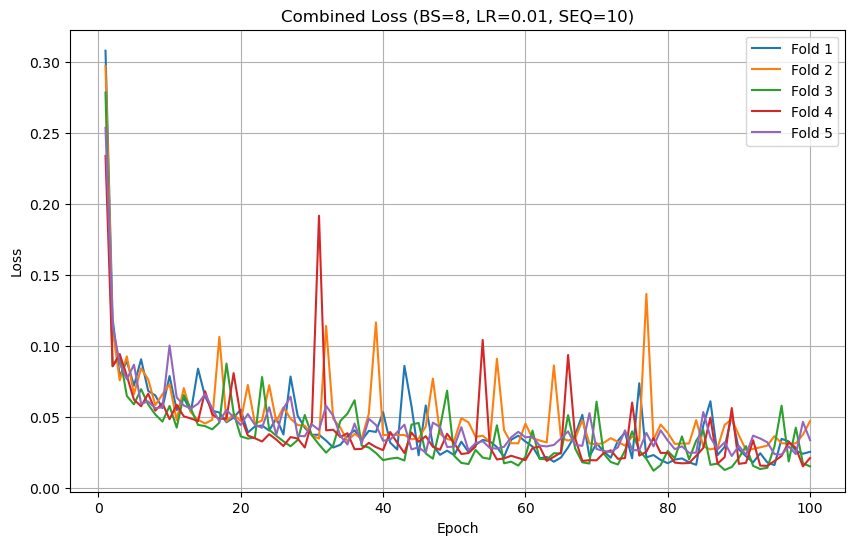 Combined Loss (BS=8, LR=0.01, SEQ=10)
Loss
0.30
0.25
0.20
0.15
0.10
0.05
0.00
0 20 40 60 80 100
Epoch
Fold 1
Fold 2
Fold 3
Fold 4
Fold 5